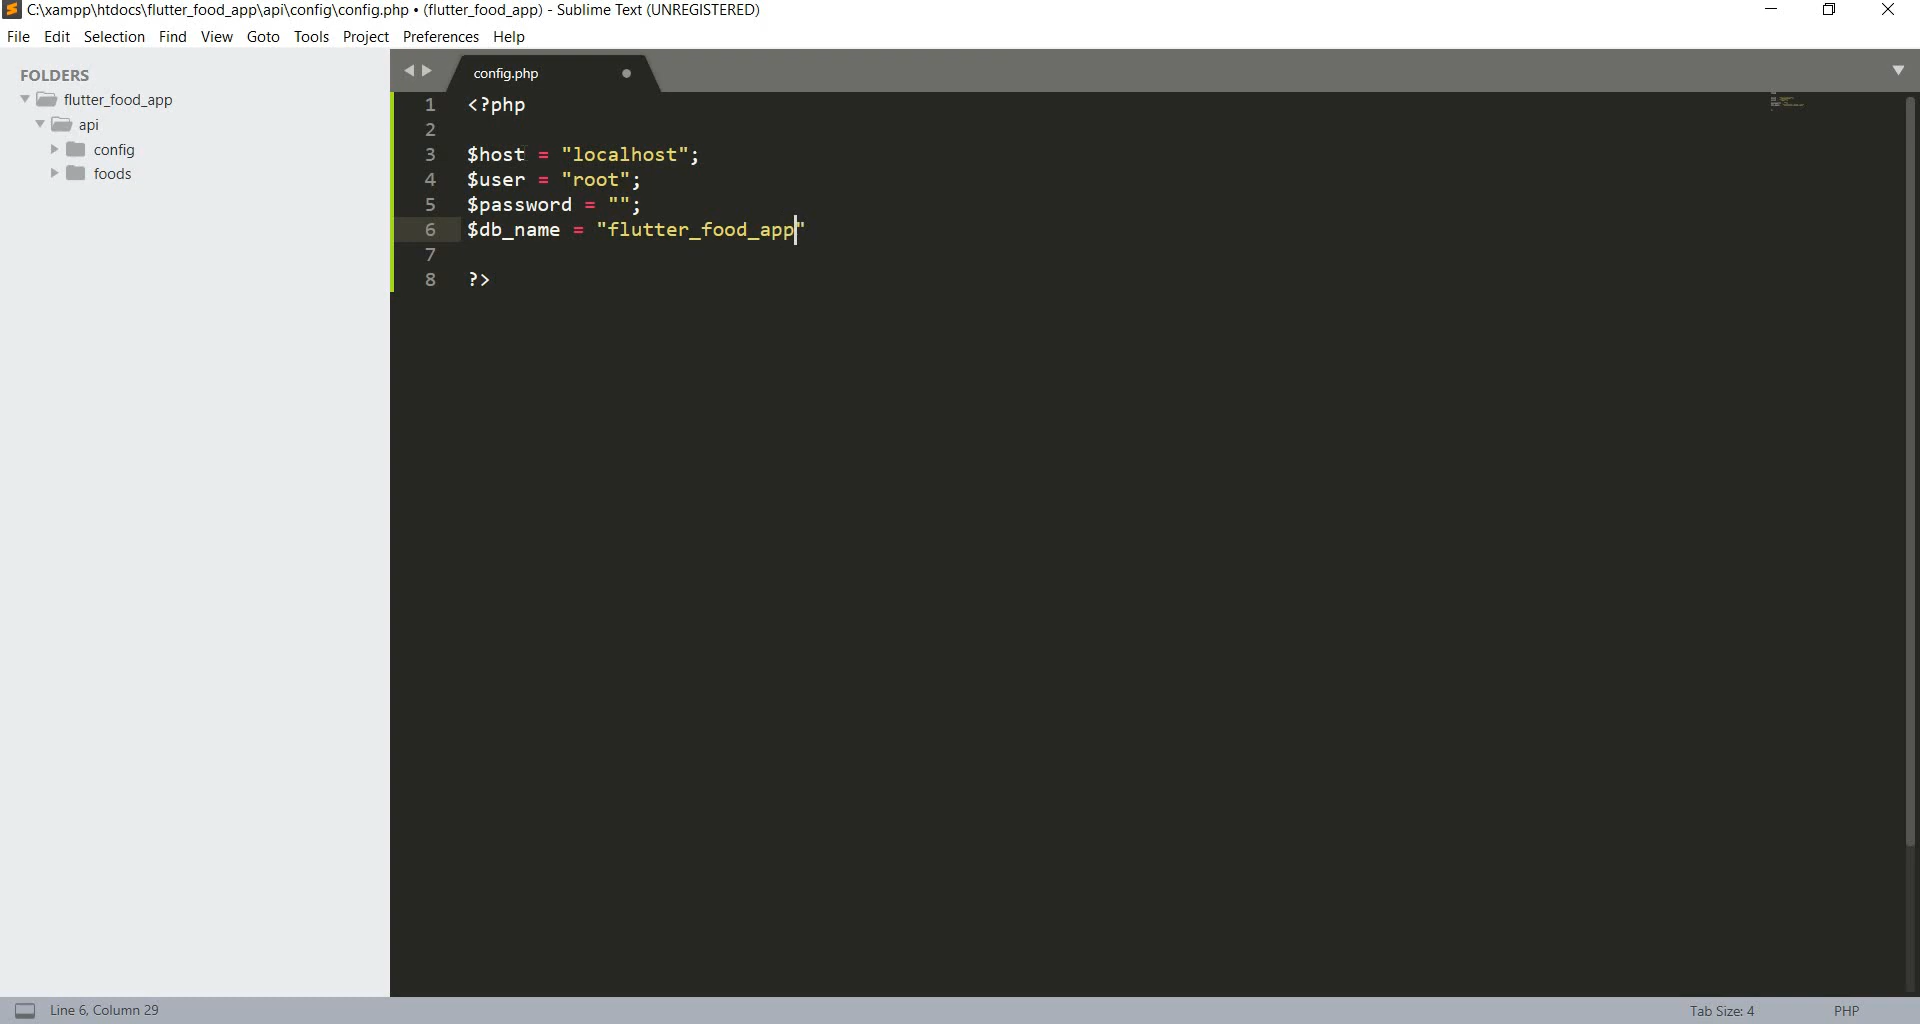 C:\xampp\htdocs\flutter_food_app\api\config\config.php • (flutter_food_app) - Sublime Text (UNREGISTERED)
File Edit Selection Find View Goto Tools Project Preferences Help
FOLDERS
flutter_food_app
api
config
foods
config.php
1 <?php
2
3 $host = "localhost";
4 $user = "root";
5 $password = "";
6 $db_name = "flutter_food_app"
7
8 ?>
Line 6, Column 29
Tab Size: 4
PHP